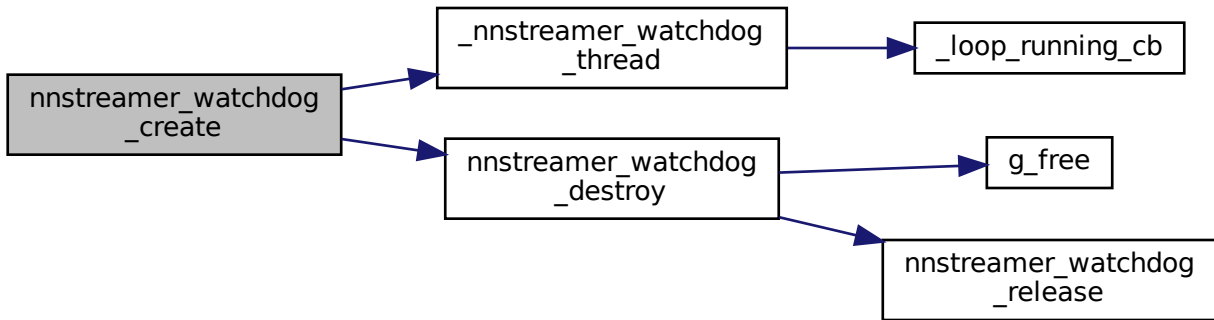 nnstreamer_watchdog
_create
_nnstreamer_watchdog
_thread
_loop_running_cb
nnstreamer_watchdog
_destroy
g_free
nnstreamer_watchdog
_release